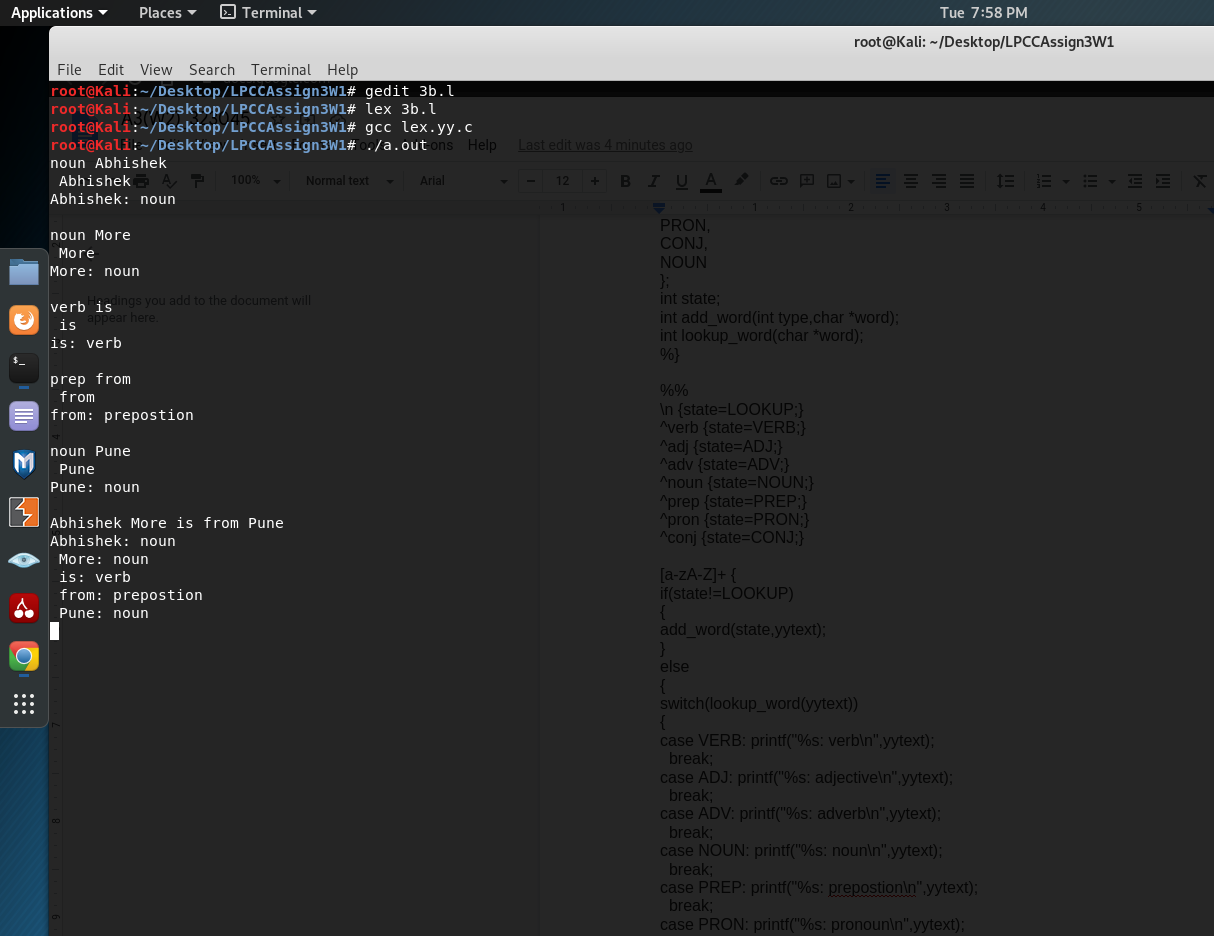 Applications Places Terminal Tue 7:58 PM
root@Kali: ~/Desktop/LPCCAssign3W1
File Edit View Search Terminal Help
root@Kali:~/Desktop/LPCCAssign3W1# gedit 3b.l
root@Kali:~/Desktop/LPCCAssign3W1# lex 3b.l
root@Kali:~/Desktop/LPCCAssign3W1# gcc lex.yy.c
root@Kali:~/Desktop/LPCCAssign3W1# ./a.out
noun Abhishek
 Abhishek
Abhishek: noun

noun More
 More
More: noun

verb is
 is
is: verb

prep from
 from
from: prepostion

noun Pune
 Pune
Pune: noun

Abhishek More is from Pune
Abhishek: noun
 More: noun
 is: verb
 from: prepostion
 Pune: noun
Help Last edit was 4 minutes ago
100% Normal text Arial 12
1 1 2 3 4 5
Headings you add to the document will
appear here.
PRON,
CONJ,
NOUN
};
int state;
int add_word(int type,char *word);
int lookup_word(char *word);
%}

%%
\n {state=LOOKUP;}
^verb {state=VERB;}
^adj {state=ADJ;}
^adv {state=ADV;}
^noun {state=NOUN;}
^prep {state=PREP;}
^pron {state=PRON;}
^conj {state=CONJ;}

[a-zA-Z]+ {
if(state!=LOOKUP)
{
add_word(state,yytext);
}
else
{
switch(lookup_word(yytext))
{
case VERB: printf("%s: verb\n",yytext);
  break;
case ADJ: printf("%s: adjective\n",yytext);
  break;
case ADV: printf("%s: adverb\n",yytext);
  break;
case NOUN: printf("%s: noun\n",yytext);
  break;
case PREP: printf("%s: prepostion\n",yytext);
  break;
case PRON: printf("%s: pronoun\n",yytext);